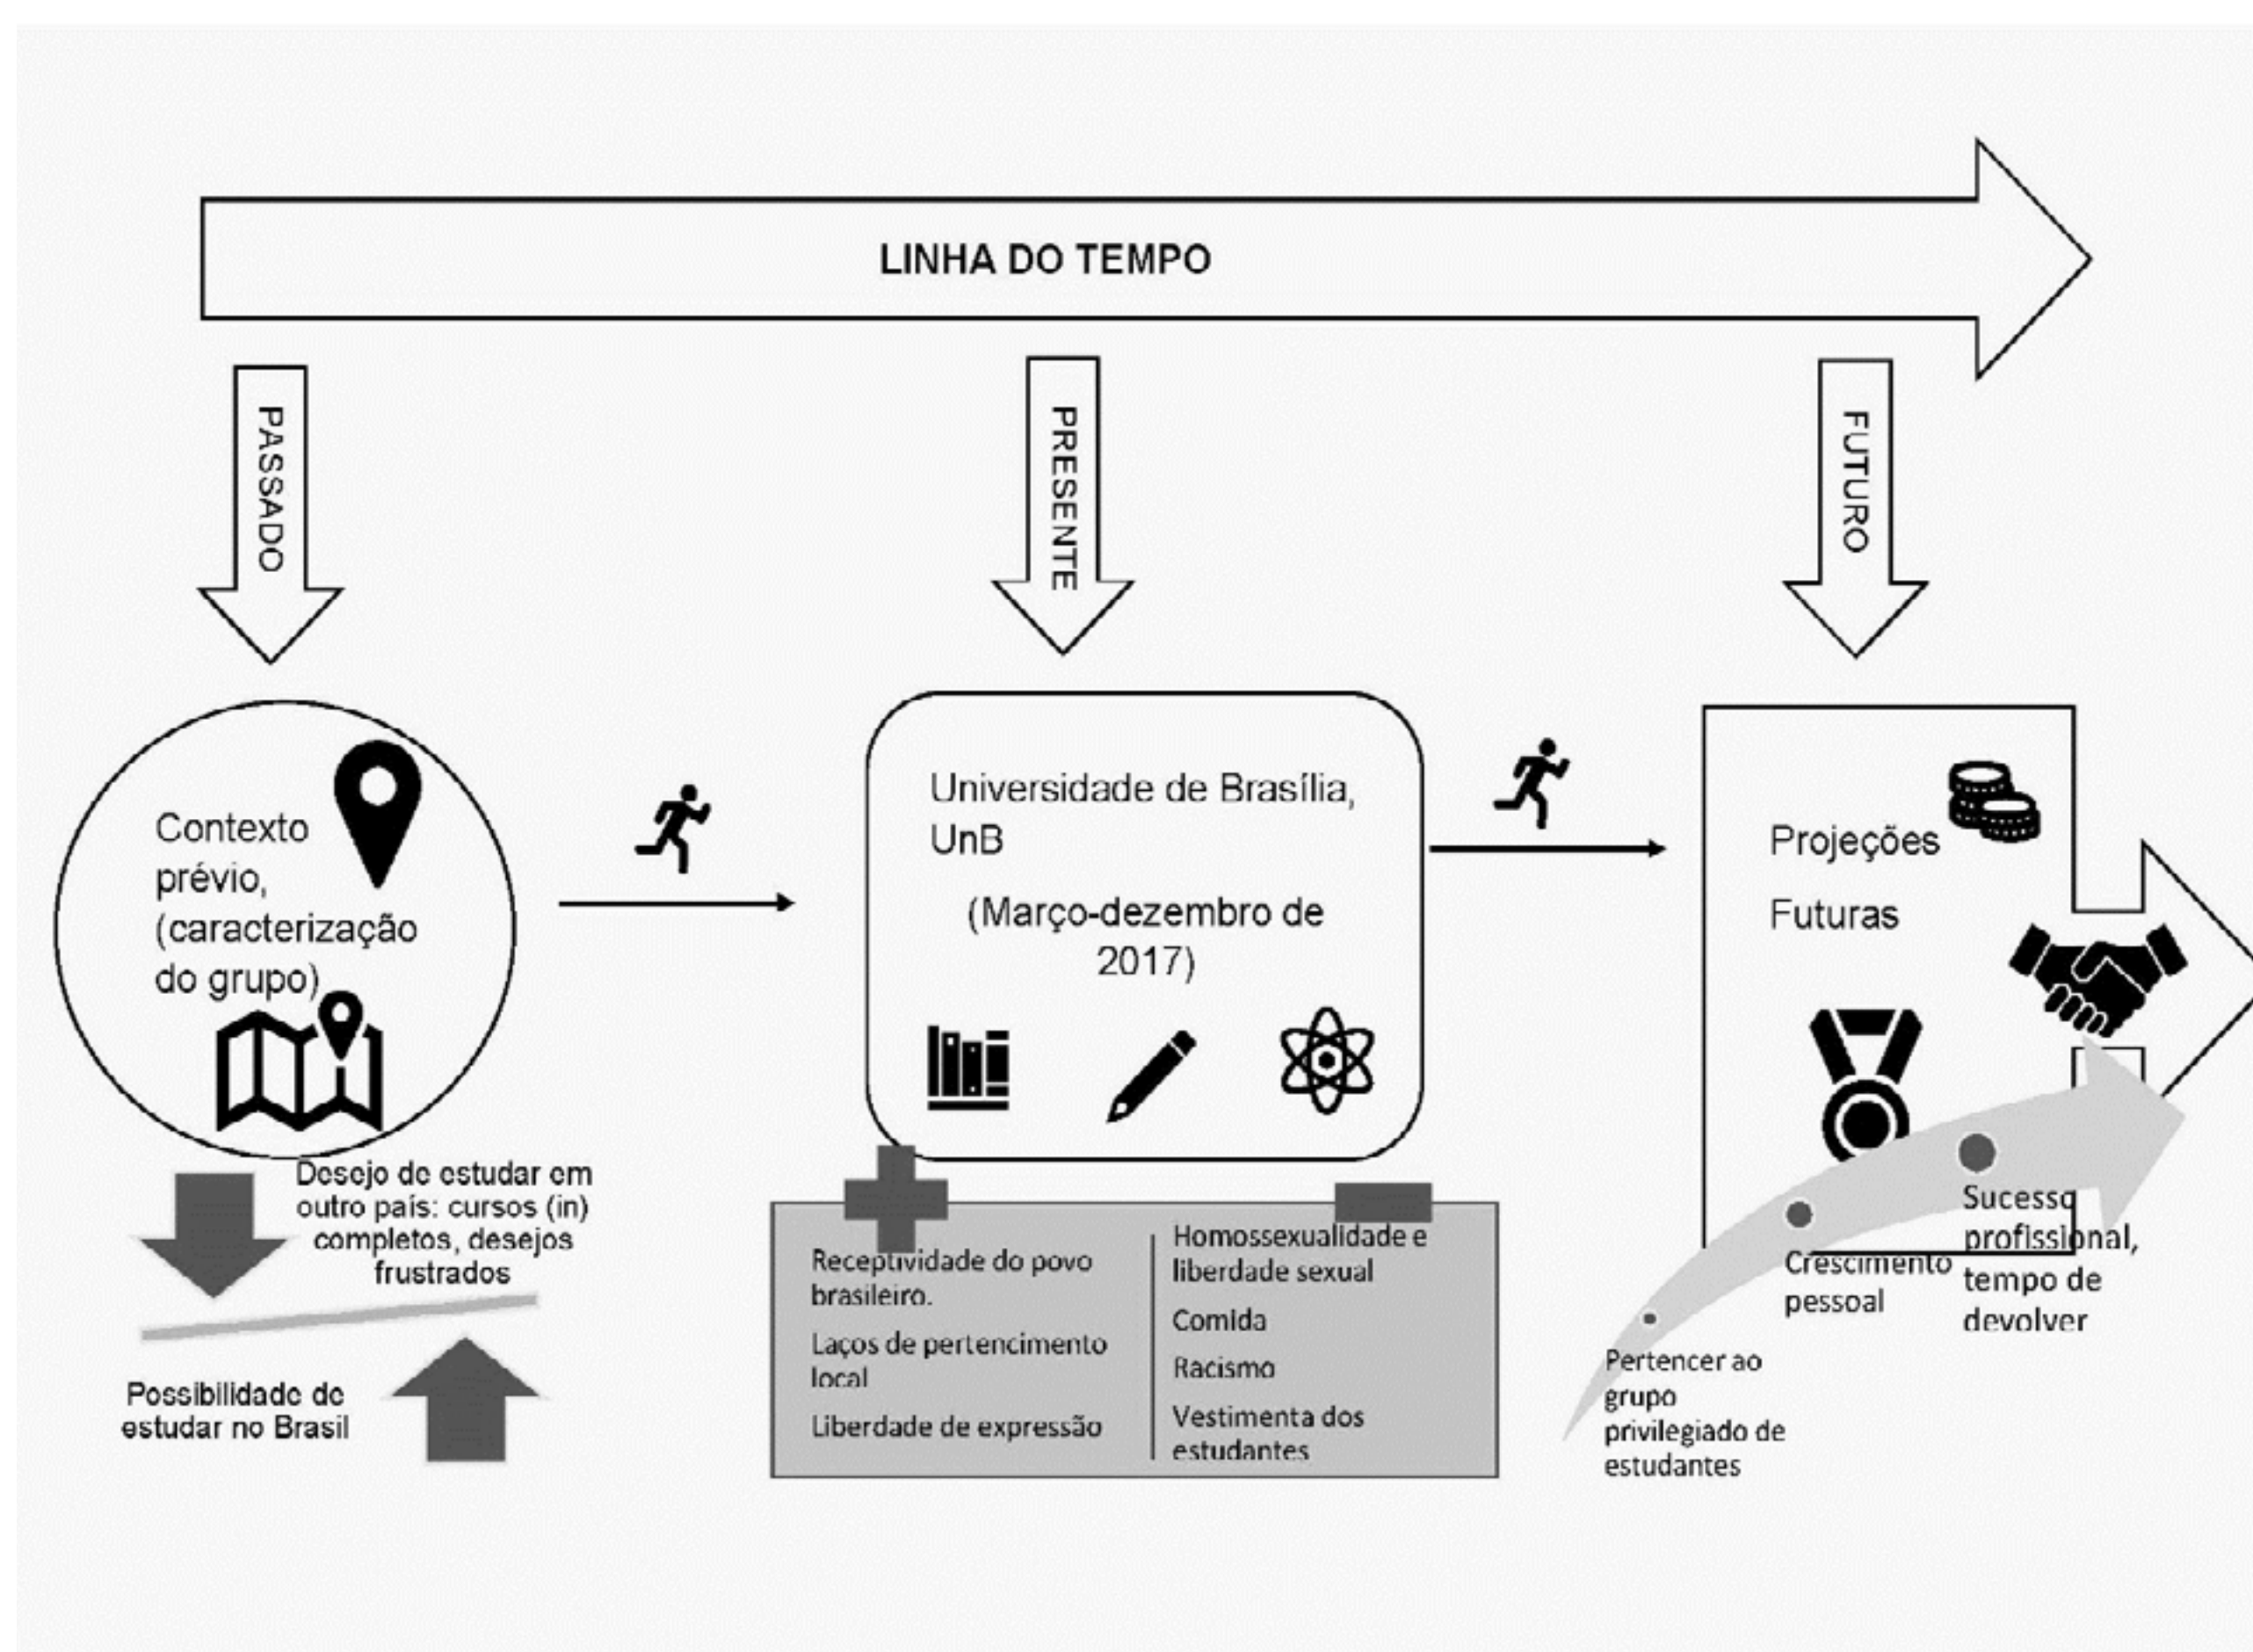 LINHA DO TEMPO
PASSADO
PRESENTE
FUTURO
Contexto
prévio,
(caracterização
do grupo)
Universidade de Brasília,
UnB
(Março-dezembro de
2017)
Projeções
Futuras
Desejo de estudar em
outro país: cursos (in)
completos, desejos
frustrados
Possibilidade de
estudar no Brasil
Receptividade do povo
brasileiro.
Laços de pertencimento
local
Liberdade de expressão
Homossexualidade e
liberdade sexual
Comida
Racismo
Vestimenta dos
estudantes
Pertencer ao
grupo
privilegiado de
estudantes
Crescimento
pessoal
Sucesso
profissional,
tempo de
devolver